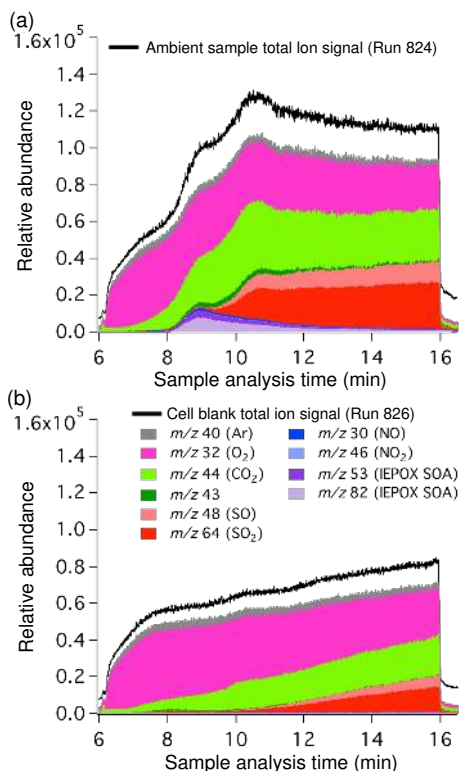 (a)
1.6x10⁵
Ambient sample total Ion signal (Run 824)
1.4
1.2
1.0
0.8
0.6
0.4
0.2
0.0
Relative abundance
6 8 10 12 14 16
Sample analysis time (min)
(b)
1.6x10⁵
Cell blank total ion signal (Run 826)
m/z 40 (Ar) m/z 30 (NO)
m/z 32 (O₂) m/z 46 (NO₂)
m/z 44 (CO₂) m/z 53 (IEPOX SOA)
m/z 43 m/z 82 (IEPOX SOA)
m/z 48 (SO)
m/z 64 (SO₂)
1.4
1.2
1.0
0.8
0.6
0.4
0.2
0.0
Relative abundance
6 8 10 12 14 16
Sample analysis time (min)